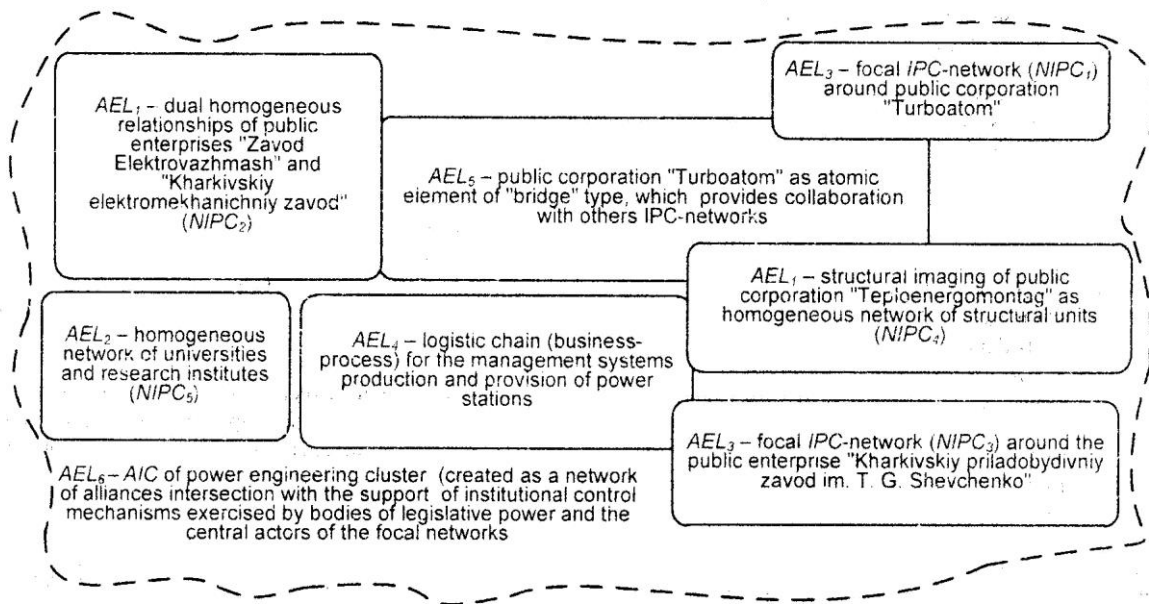 AEL₁ – dual homogeneous
relationships of public
enterprises "Zavod
Elektrovazhmash" and
"Kharkivskiy
elektromekhanichniy zavod"
(NIPC₂)
AEL₃ – focal IPC-network (NIPC₁)
around public corporation
"Turboatom"
AEL₅ – public corporation "Turboatom" as atomic
eiement of "bridge" type, which provides collaboration
with others IPC-networks
AEL₁ – structural imaging of public
corporation "Teploenergomontag" as
homogeneous network of structural units
(NIPC₄)
AEL₂ – homogeneous
network of universities
and research institutes
(NIPC₅)
AEL₄ – logistic chain (business-
process) for the management systems
production and provision of power
stations
AEL₃ – focal IPC-network (NIPC₃) around the
public enterprise "Kharkivskiy priladobydivniy
zavod im. T. G. Shevchenko"
AEL₆ – AIC of power engineering cluster (created as a network
of alliances intersection with the support of institutional control
mechanisms exercised by bodies of legislative power and the
central actors of the focal networks